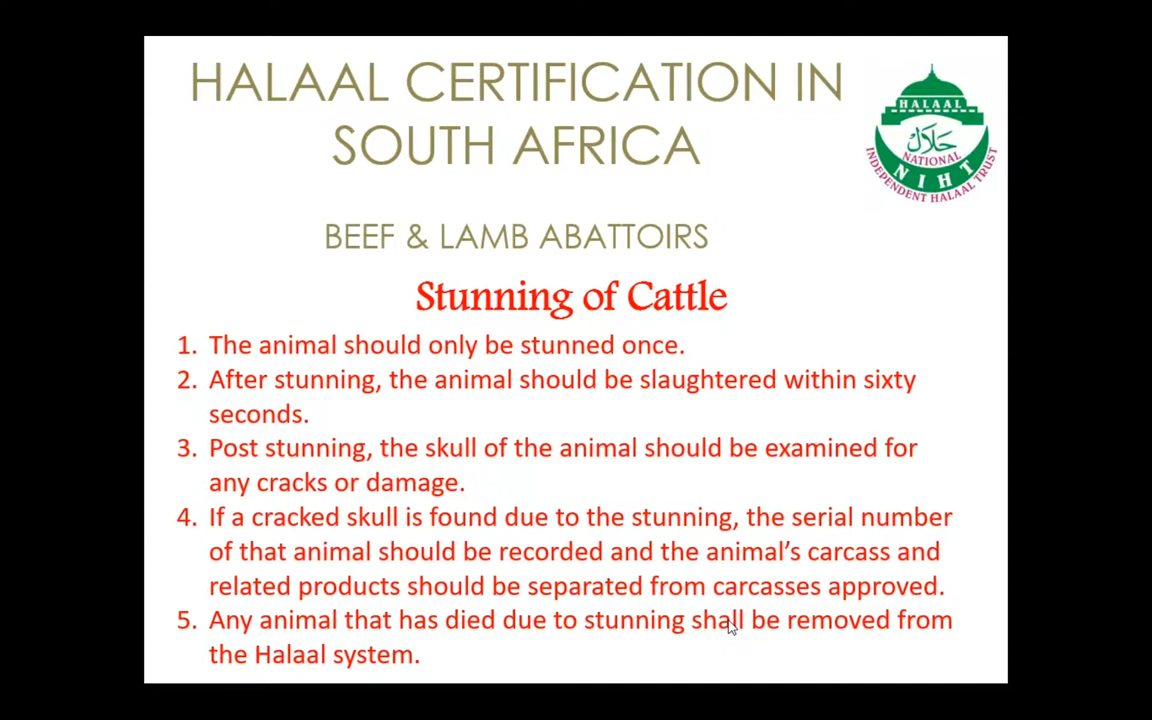 HALAAL CERTIFICATION IN
SOUTH AFRICA
HALAAL
حلال
NATIONAL
NIHT
INDEPENDENT HALAAL TRUST
BEEF & LAMB ABATTOIRS
Stunning of Cattle
1. The animal should only be stunned once.
2. After stunning, the animal should be slaughtered within sixty
seconds.
3. Post stunning, the skull of the animal should be examined for
any cracks or damage.
4. If a cracked skull is found due to the stunning, the serial number
of that animal should be recorded and the animal’s carcass and
related products should be separated from carcasses approved.
5. Any animal that has died due to stunning shall be removed from
the Halaal system.